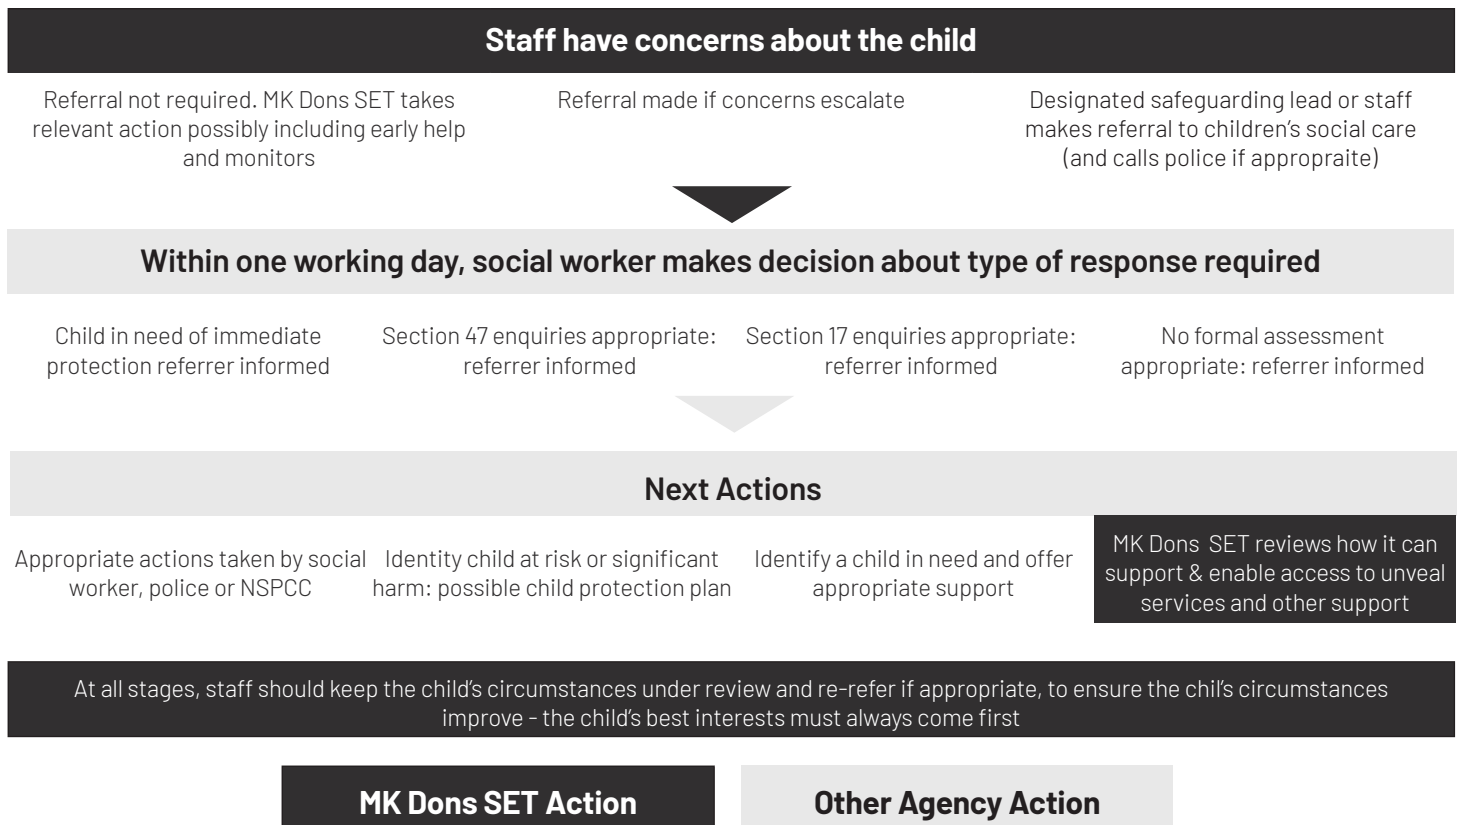 Staff have concerns about the child
Referral not required. MK Dons SET takes
relevant action possibly including early help
and monitors
Referral made if concerns escalate
Designated safeguarding lead or staff
makes referral to children's social care
(and calls police if appropraite)
Within one working day, social worker makes decision about type of response required
Child in need of immediate
protection referrer informed
Section 47 enquiries appropriate:
referrer informed
Section 17 enquiries appropriate:
referrer informed
No formal assessment
appropriate: referrer informed
Next Actions
Appropriate actions taken by social
worker, police or NSPCC
Identity child at risk or significant
harm: possible child protection plan
Identify a child in need and offer
appropriate support
MK Dons SET reviews how it can
support & enable access to unveal
services and other support
At all stages, staff should keep the child's circumstances under review and re-refer if appropriate, to ensure the chil's circumstances
improve - the child's best interests must always come first
MK Dons SET Action
Other Agency Action